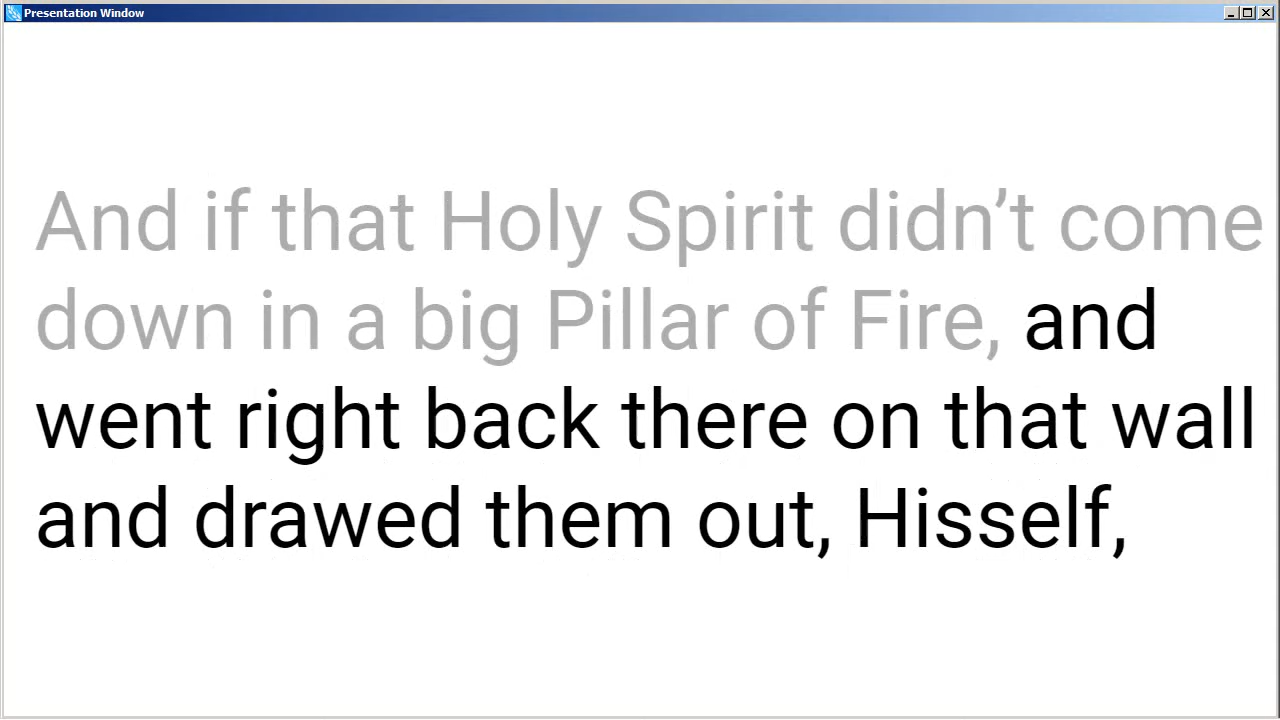 Presentation Window
And if that Holy Spirit didn’t come
down in a big Pillar of Fire, and
went right back there on that wall
and drawed them out, Hisself,